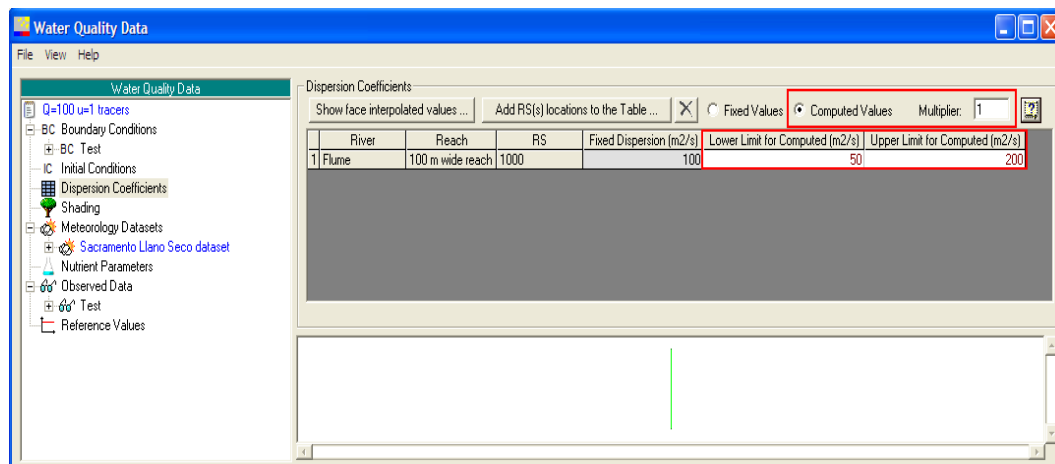 Water Quality Data
File View Help
Water Quality Data
Q=100 u=1 tracers
BC Boundary Conditions
BC Test
IC Initial Conditions
Dispersion Coefficients
Shading
Meteorology Datasets
Sacramento Llano Seco dataset
Nutrient Parameters
Observed Data
Test
Reference Values
Dispersion Coefficients
Show face interpolated values ... Add RS(s) locations to the Table ... Fixed Values Computed Values Multiplier: 1
River Reach RS Fixed Dispersion (m2/s) Lower Limit for Computed (m2/s) Upper Limit for Computed (m2/s)
1 Flume 100 m wide reach 1000 100 50 200